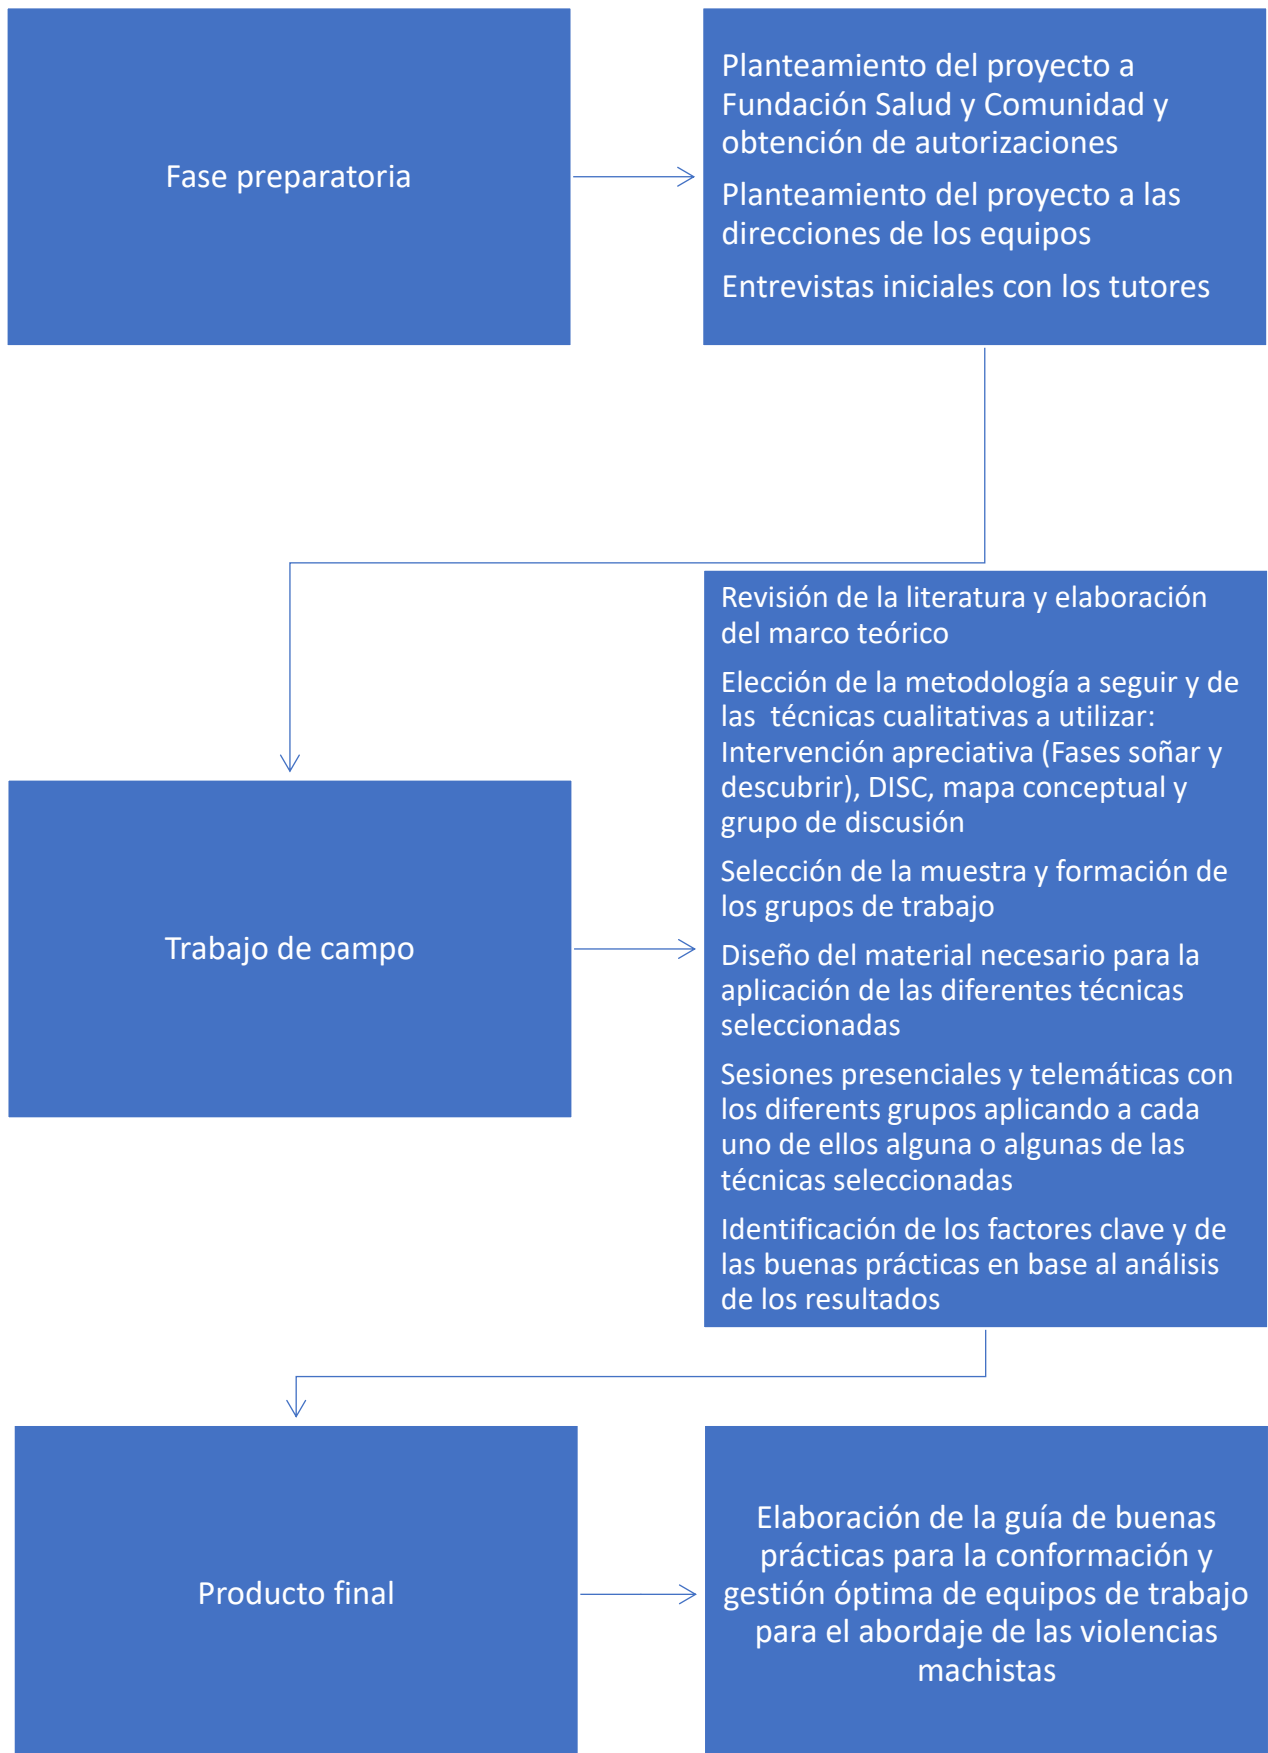 Fase preparatoria
Planteamiento del proyecto a
Fundación Salud y Comunidad y
obtención de autorizaciones
Planteamiento del proyecto a las
direcciones de los equipos
Entrevistas iniciales con los tutores
Trabajo de campo
Revisión de la literatura y elaboración
del marco teórico
Elección de la metodología a seguir y de
las técnicas cualitativas a utilizar:
Intervención apreciativa (Fases soñar y
descubrir), DISC, mapa conceptual y
grupo de discusión
Selección de la muestra y formación de
los grupos de trabajo
Diseño del material necesario para la
aplicación de las diferentes técnicas
seleccionadas
Sesiones presenciales y telemáticas con
los diferents grupos aplicando a cada
uno de ellos alguna o algunas de las
técnicas seleccionadas
Identificación de los factores clave y de
las buenas prácticas en base al análisis
de los resultados
Producto final
Elaboración de la guía de buenas
prácticas para la conformación y
gestión óptima de equipos de trabajo
para el abordaje de las violencias
machistas